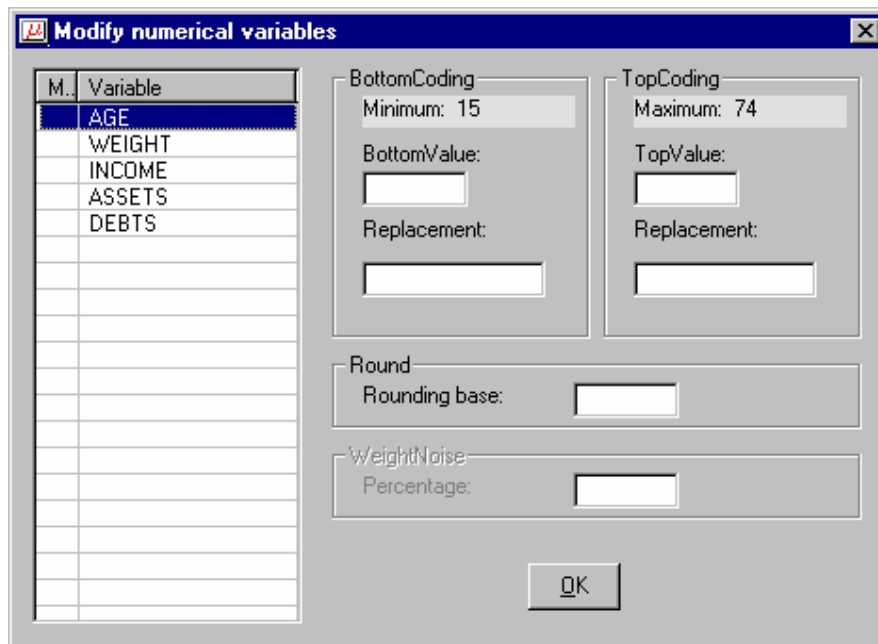 μ Modify numerical variables
M.. Variable
AGE
WEIGHT
INCOME
ASSETS
DEBTS
BottomCoding
Minimum: 15
BottomValue:
Replacement:
TopCoding
Maximum: 74
TopValue:
Replacement:
Round
Rounding base:
WeightNoise
Percentage:
OK